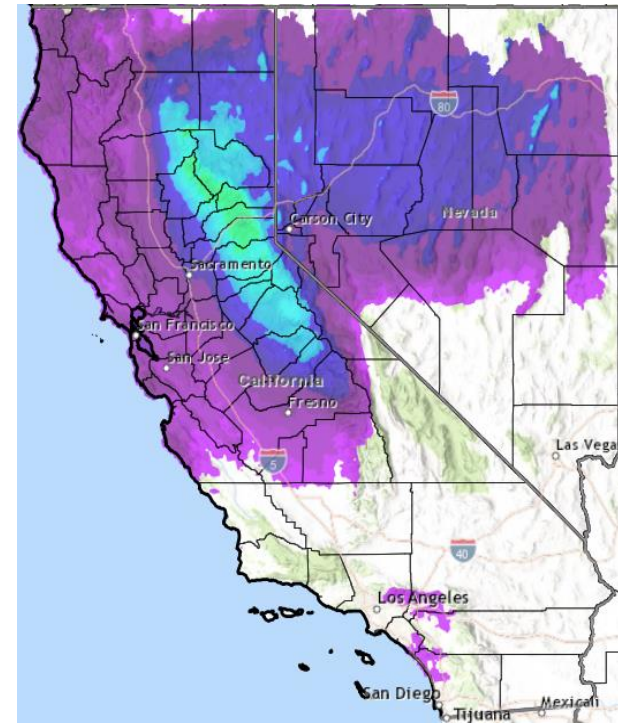 80
Carson City
Nevada
Sacramento
San Francisco
San Jose
California
Fresno
5
Las Vega
40
Los Angeles
San Diego
Tijuana
Mexicali